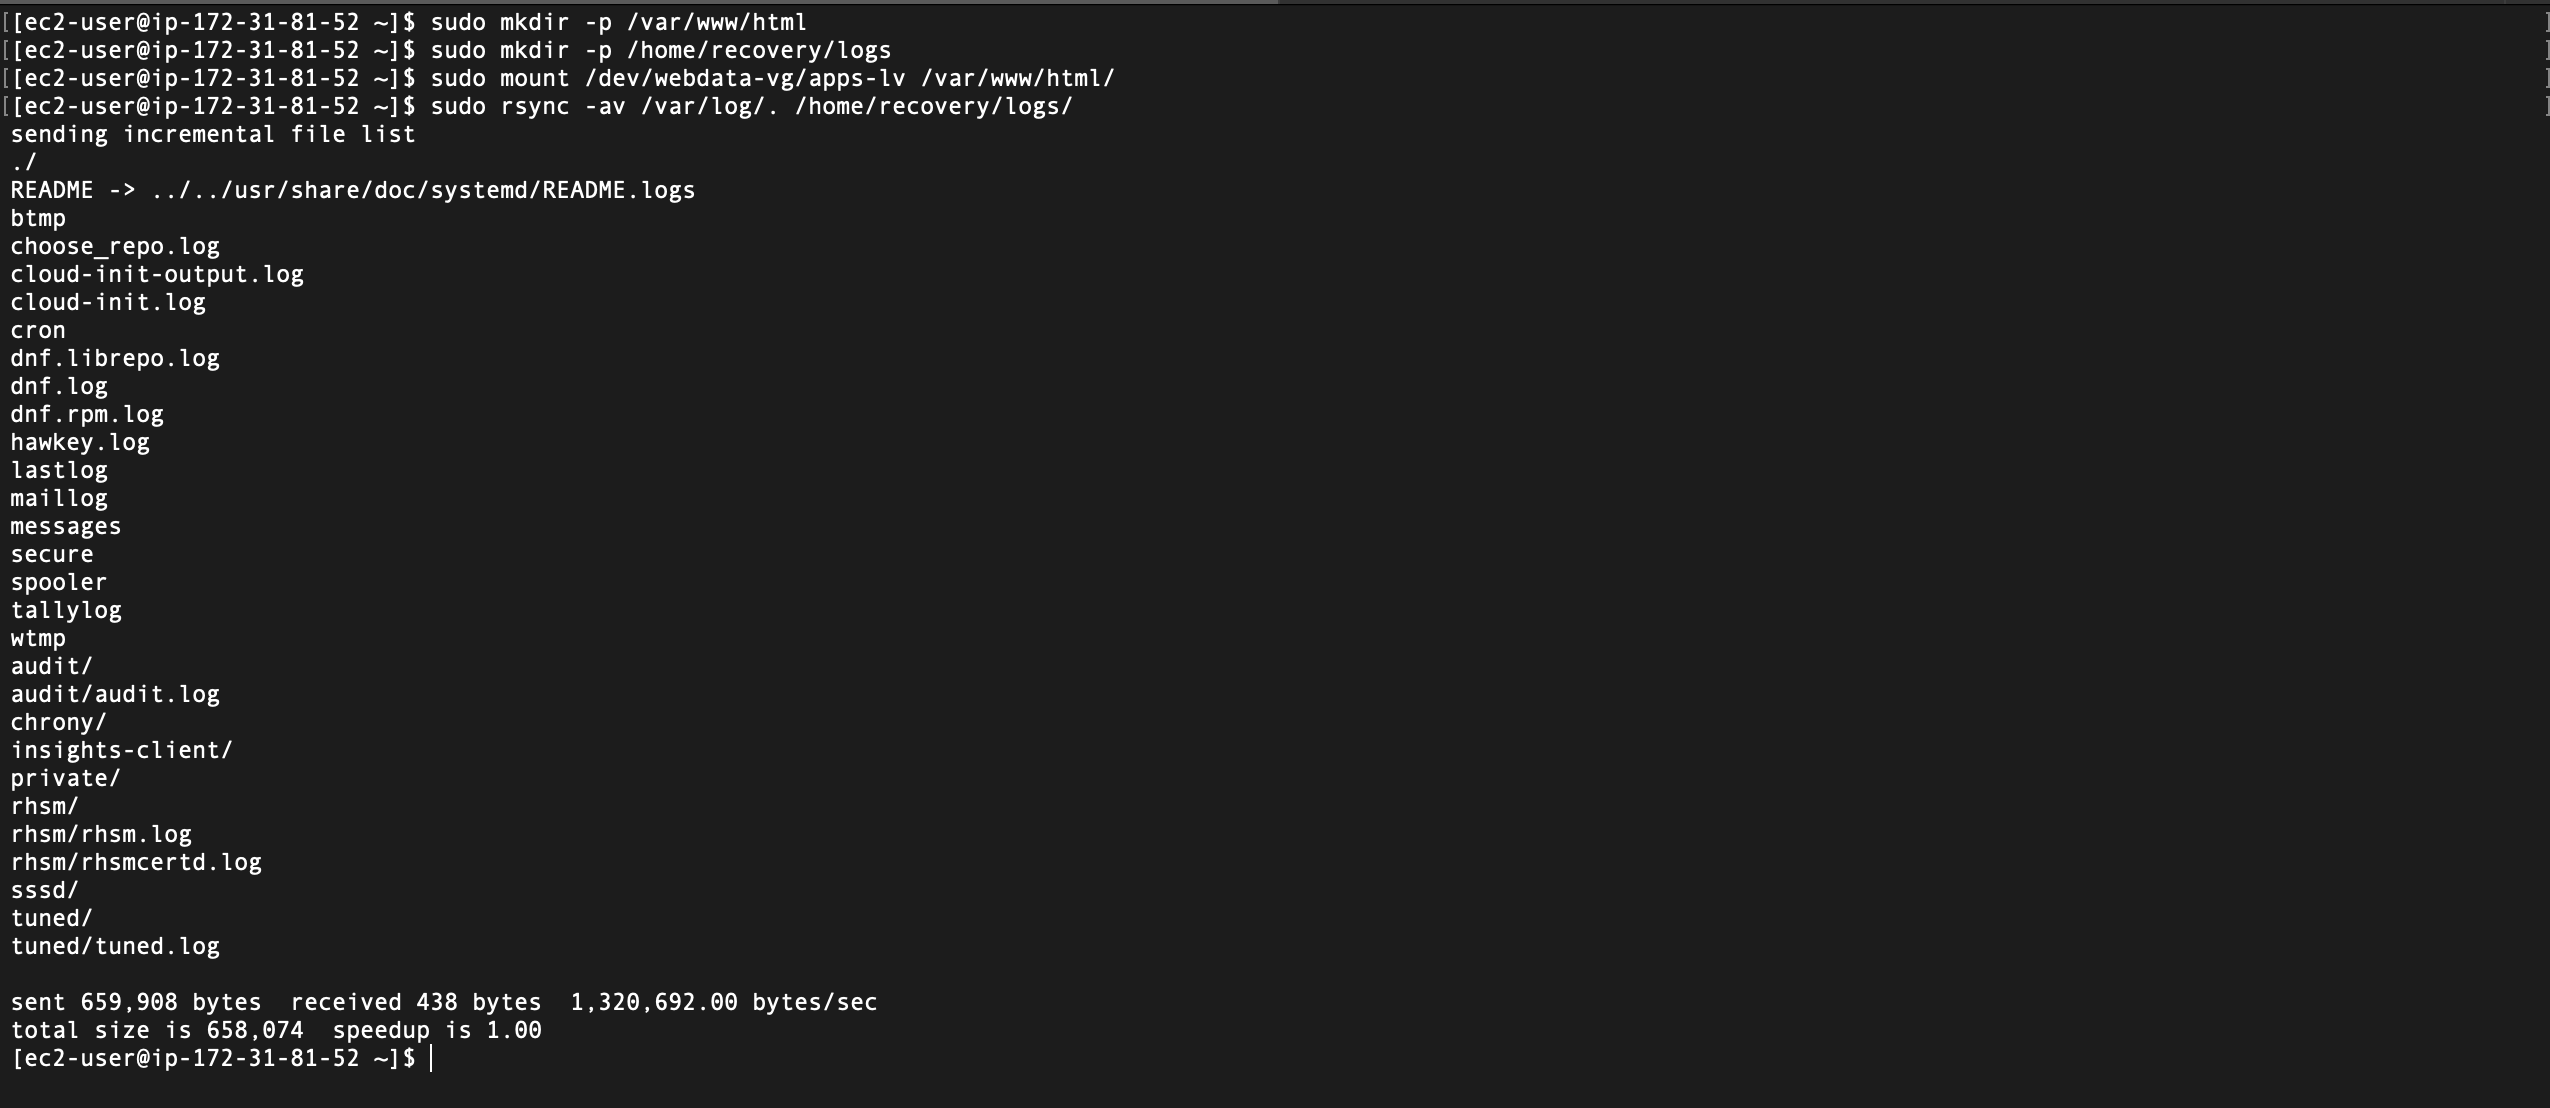 [[ec2-user@ip-172-31-81-52 ~]$ sudo mkdir -p /var/www/html ]
[[ec2-user@ip-172-31-81-52 ~]$ sudo mkdir -p /home/recovery/logs ]
[[ec2-user@ip-172-31-81-52 ~]$ sudo mount /dev/webdata-vg/apps-lv /var/www/html/ ]
[[ec2-user@ip-172-31-81-52 ~]$ sudo rsync -av /var/log/. /home/recovery/logs/ ]
sending incremental file list
./
README -> ../../usr/share/doc/systemd/README.logs
btmp
choose_repo.log
cloud-init-output.log
cloud-init.log
cron
dnf.librepo.log
dnf.log
dnf.rpm.log
hawkey.log
lastlog
maillog
messages
secure
spooler
tallylog
wtmp
audit/
audit/audit.log
chrony/
insights-client/
private/
rhsm/
rhsm/rhsm.log
rhsm/rhsmcertd.log
sssd/
tuned/
tuned/tuned.log
sent 659,908 bytes  received 438 bytes  1,320,692.00 bytes/sec
total size is 658,074  speedup is 1.00
[ec2-user@ip-172-31-81-52 ~]$